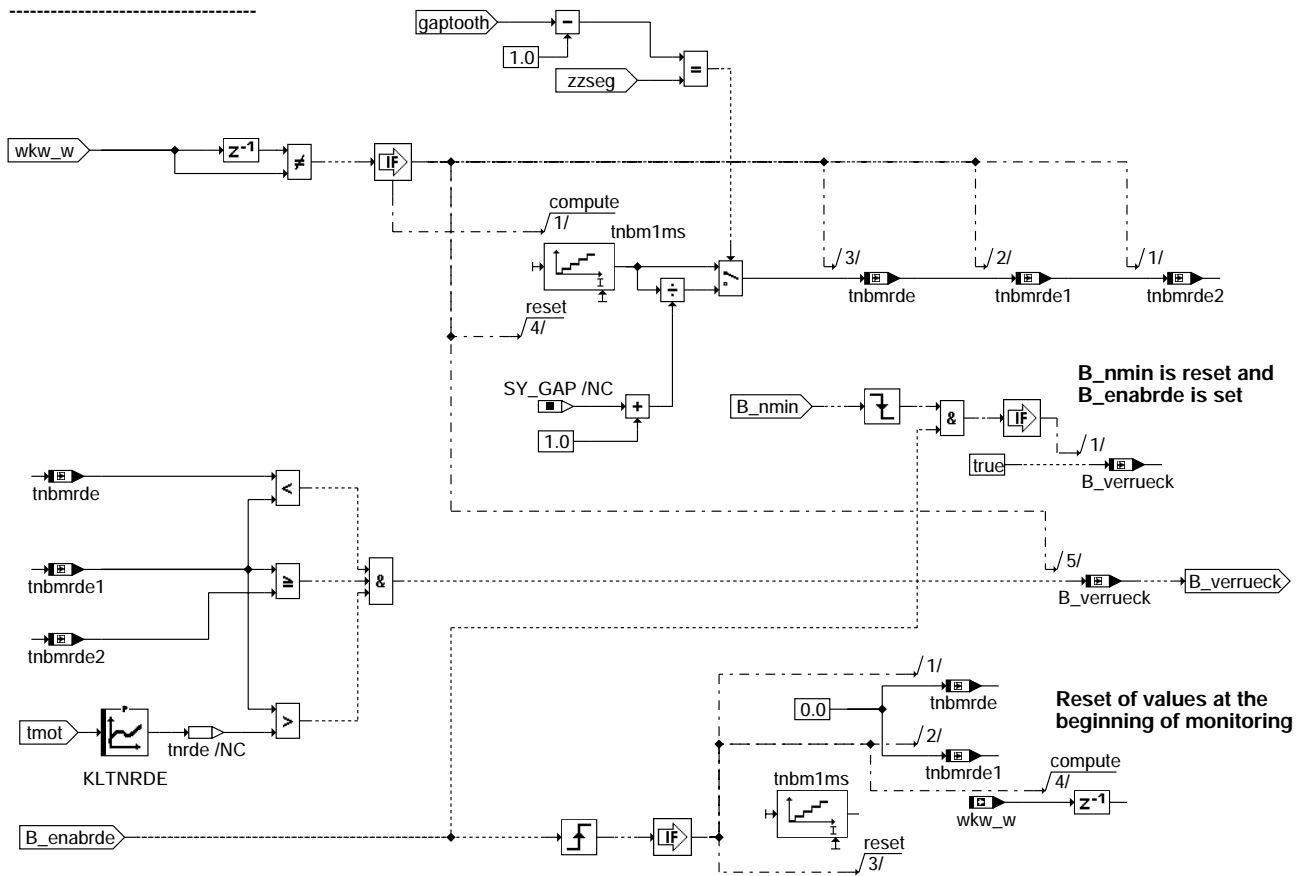 gaptooth
−
1.0
=
zzseg
wkw_w
z-1
≠
IF
compute
1/
tnbm1ms
3/
2/
1/
÷
tnbmrde
tnbmrde1
tnbmrde2
reset
4/
SY_GAP /NC
+
1.0
B_nmin is reset and
B_enabrde is set
B_nmin
&
IF
1/
true
B_verrueck
tnbmrde
<
tnbmrde1
≥
&
5/
B_verrueck
B_verrueck
tnbmrde2
1/
tnbmrde
0.0
Reset of values at the
beginning of monitoring
tmot
P
>
tnrde /NC
KLTNRDE
2/
tnbmrde1
compute
4/
tnbm1ms
wkw_w
z-1
B_enabrde
IF
reset
3/